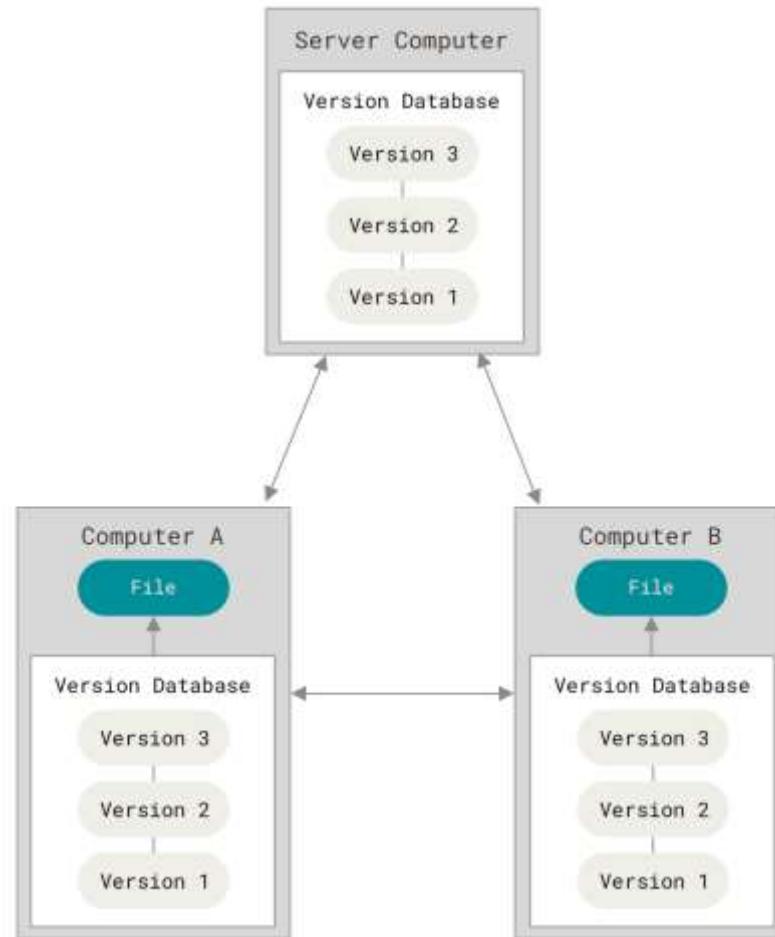 Server Computer
Version Database
Version 3
Version 2
Version 1
Computer A
File
Version Database
Version 3
Version 2
Version 1
Computer B
File
Version Database
Version 3
Version 2
Version 1